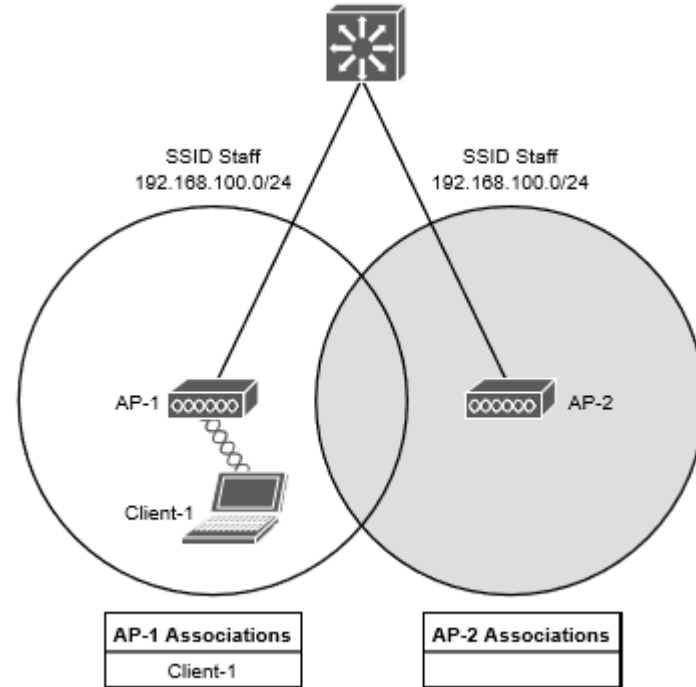 SSID Staff
192.168.100.0/24
SSID Staff
192.168.100.0/24
AP-1
AP-2
Client-1
AP-1 Associations
Client-1
AP-2 Associations